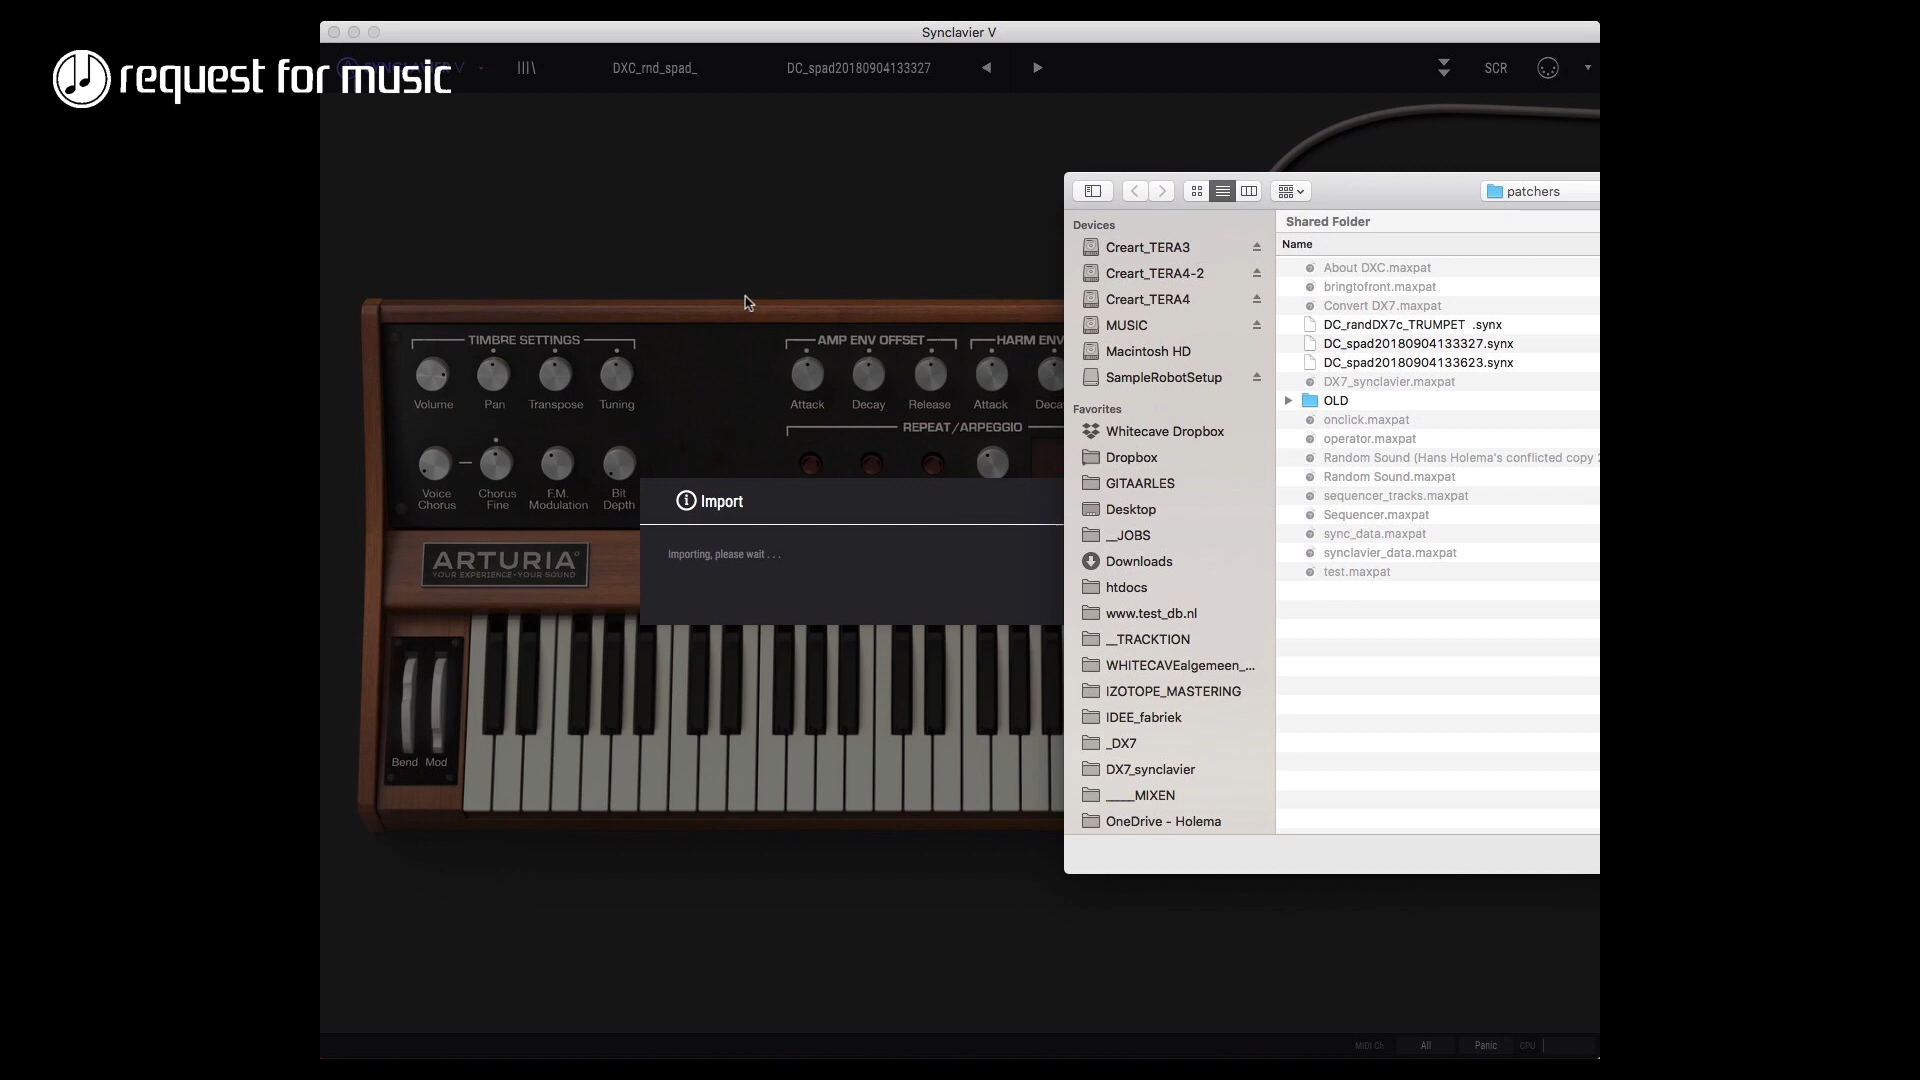 Synclavier V
request for music
DXC_rnd_spad_
DC_spad20180904133327
SCR
patchers
Devices
Creart_TERA3
Creart_TERA4-2
Creart_TERA4
MUSIC
Macintosh HD
SampleRobotSetup
Favorites
Whitecave Dropbox
Dropbox
GITAARLES
Desktop
__JOBS
Downloads
htdocs
www.test_db.nl
__TRACKTION
WHITECAVEalgemeen_...
IZOTOPE_MASTERING
IDEE_fabriek
_DX7
DX7_synclavier
____MIXEN
OneDrive - Holema
Shared Folder
Name
About DXC.maxpat
bringtofront.maxpat
Convert DX7.maxpat
DC_randDX7c_TRUMPET .synx
DC_spad20180904133327.synx
DC_spad20180904133623.synx
DX7_synclavier.maxpat
OLD
onclick.maxpat
operator.maxpat
Random Sound (Hans Holema's conflicted copy
Random Sound.maxpat
sequencer_tracks.maxpat
Sequencer.maxpat
sync_data.maxpat
synclavier_data.maxpat
test.maxpat
TIMBRE SETTINGS
AMP ENV OFFSET
HARM ENV
Volume Pan Transpose Tuning
Attack Decay Release Attack Deca
REPEAT/ARPEGGIO
Voice Chorus
Chorus Fine
F.M. Modulation
Bit Depth
Import
Importing, please wait . . .
ARTURIA
YOUR EXPERIENCE • YOUR SOUND
Bend Mod
MIDI Ch All Panic CPU